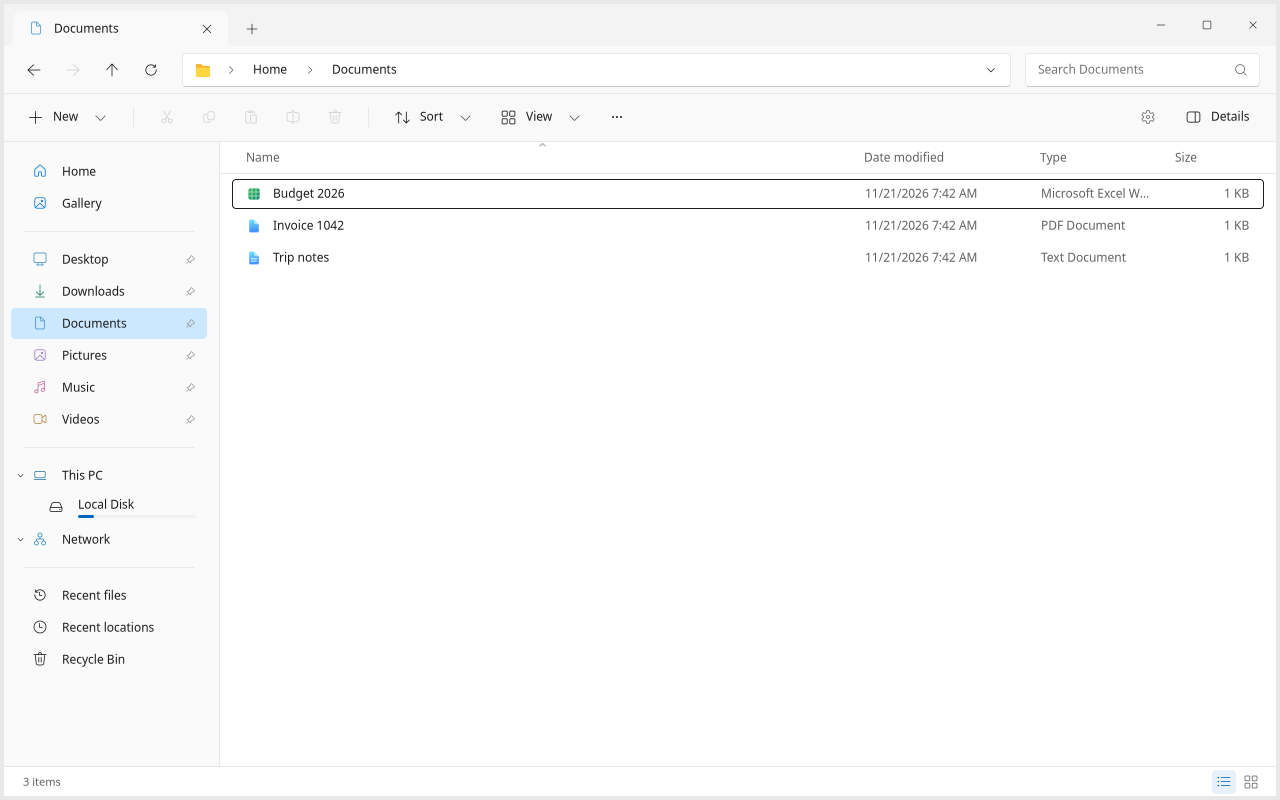 Documents
Home
Documents
Search Documents
New
Sort
View
Details
Home
Gallery
Desktop
Downloads
Documents
Pictures
Music
Videos
This PC
Local Disk
Network
Recent files
Recent locations
Recycle Bin
Name Date modified Type Size
Budget 2026 11/21/2026 7:42 AM Microsoft Excel W... 1 KB
Invoice 1042 11/21/2026 7:42 AM PDF Document 1 KB
Trip notes 11/21/2026 7:42 AM Text Document 1 KB
3 items